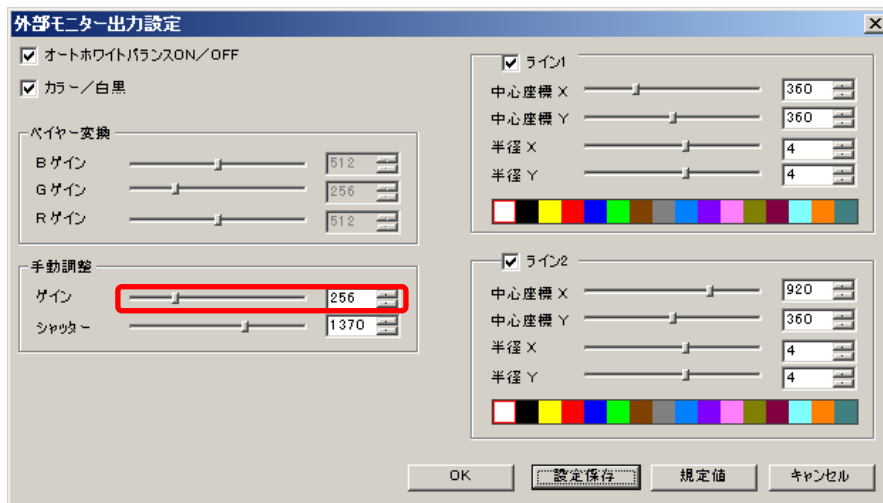 外部モニター出力設定
オートホワイトバランスON／OFF
カラー／白黒
ベイヤー変換
B ゲイン 512
G ゲイン 256
R ゲイン 512
手動調整
ゲイン 256
シャッター 1370
ライン1
中心座標 X 360
中心座標 Y 360
半径 X 4
半径 Y 4
ライン2
中心座標 X 920
中心座標 Y 360
半径 X 4
半径 Y 4
OK 設定保存 規定値 キャンセル